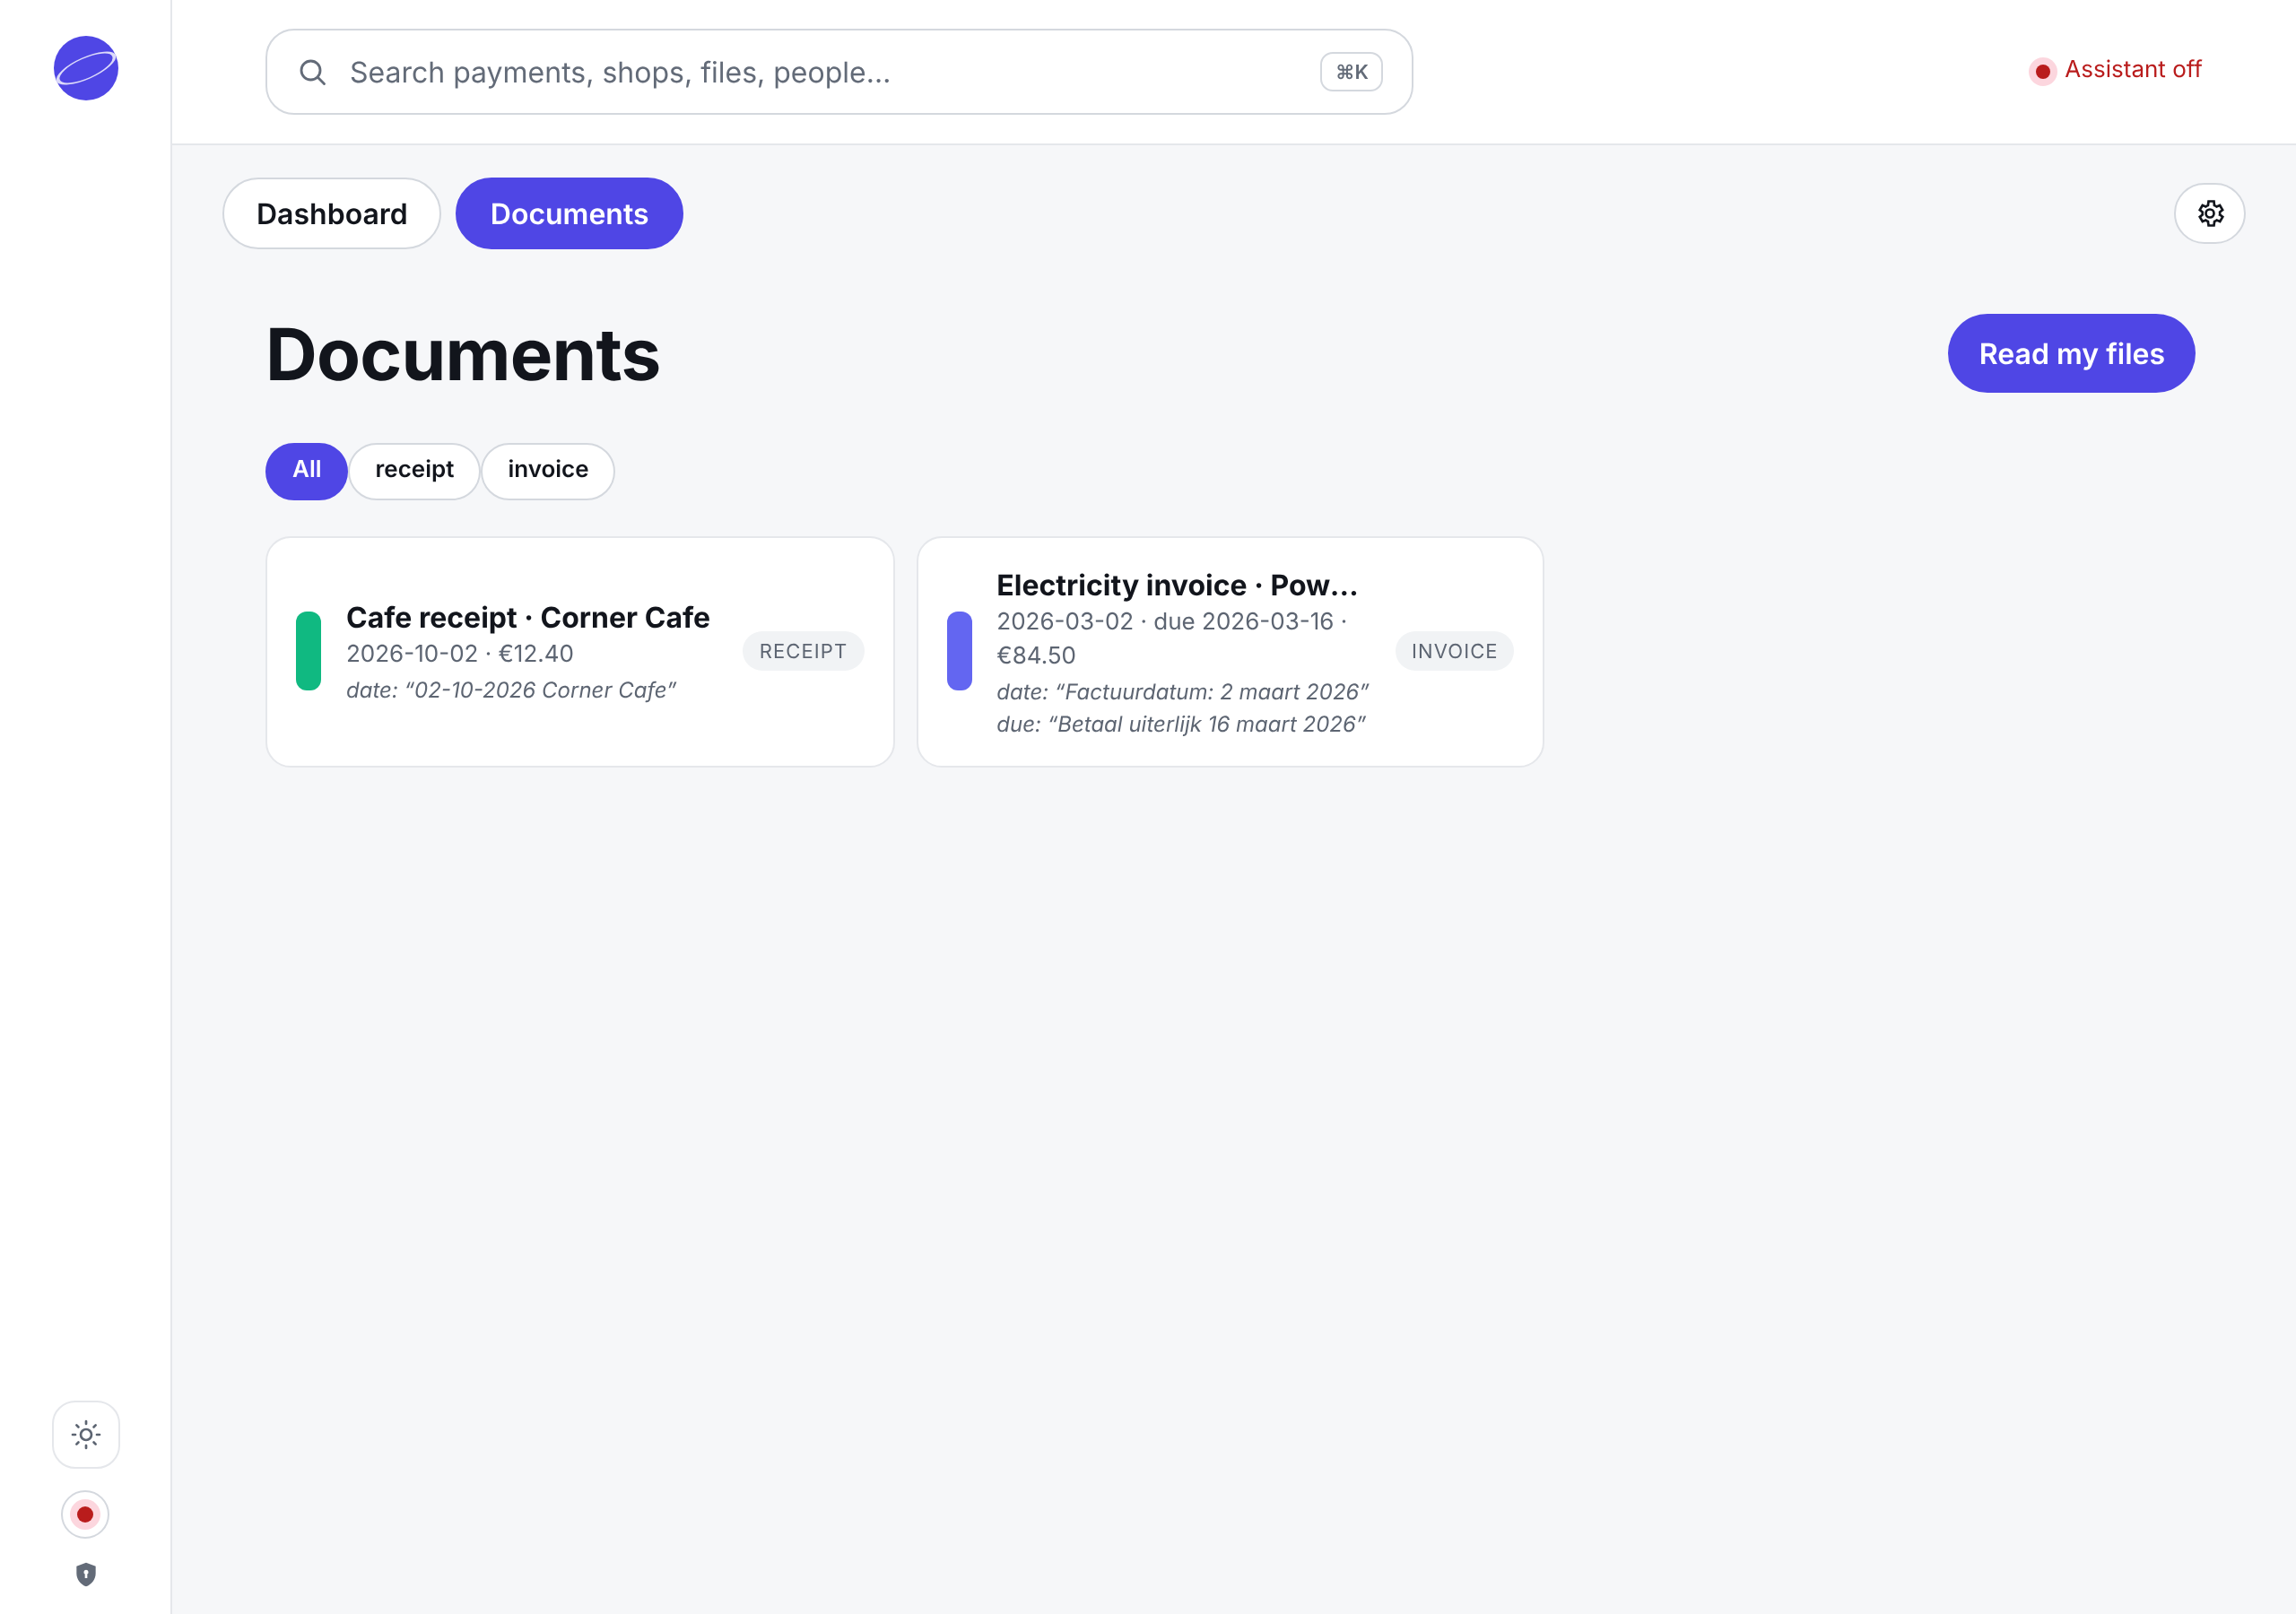 Search payments, shops, files, people...
⌘K
Assistant off
Dashboard
Documents
Documents
Read my files
All
receipt
invoice
Cafe receipt · Corner Cafe
2026-10-02 · €12.40
date: “02-10-2026 Corner Cafe”
RECEIPT
Electricity invoice · Pow...
2026-03-02 · due 2026-03-16 ·
€84.50
date: “Factuurdatum: 2 maart 2026”
due: “Betaal uiterlijk 16 maart 2026”
INVOICE